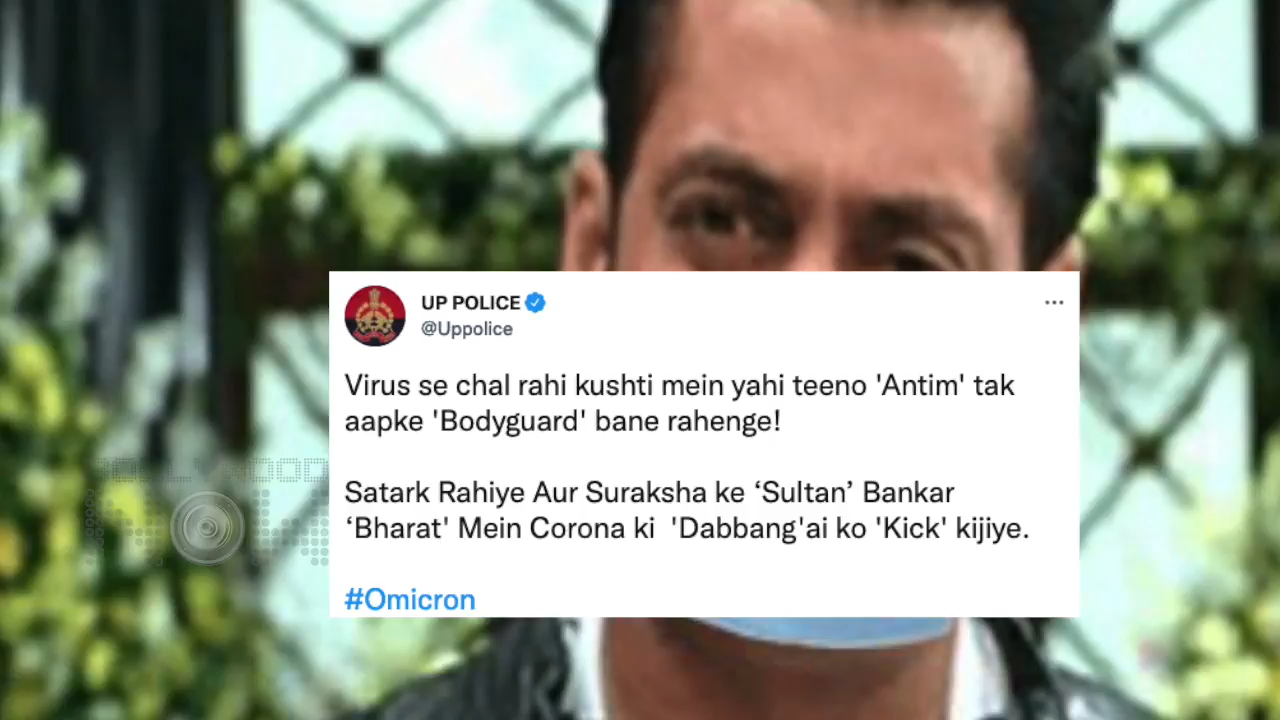 UP POLICE
@Uppolice
Virus se chal rahi kushti mein yahi teeno 'Antim' tak
aapke 'Bodyguard' bane rahenge!
Satark Rahiye Aur Suraksha ke ‘Sultan’ Bankar
‘Bharat' Mein Corona ki 'Dabbang'ai ko 'Kick' kijiye.
#Omicron